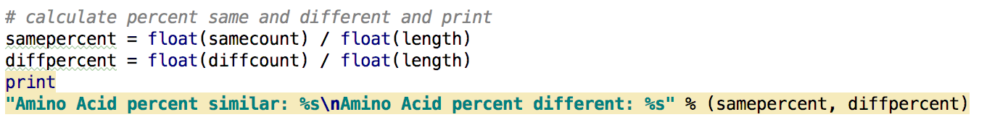 # calculate percent same and different and print
samepercent = float(samecount) / float(length)
diffpercent = float(diffcount) / float(length)
print
"Amino Acid percent similar: %s\nAmino Acid percent different: %s" % (samepercent, diffpercent)